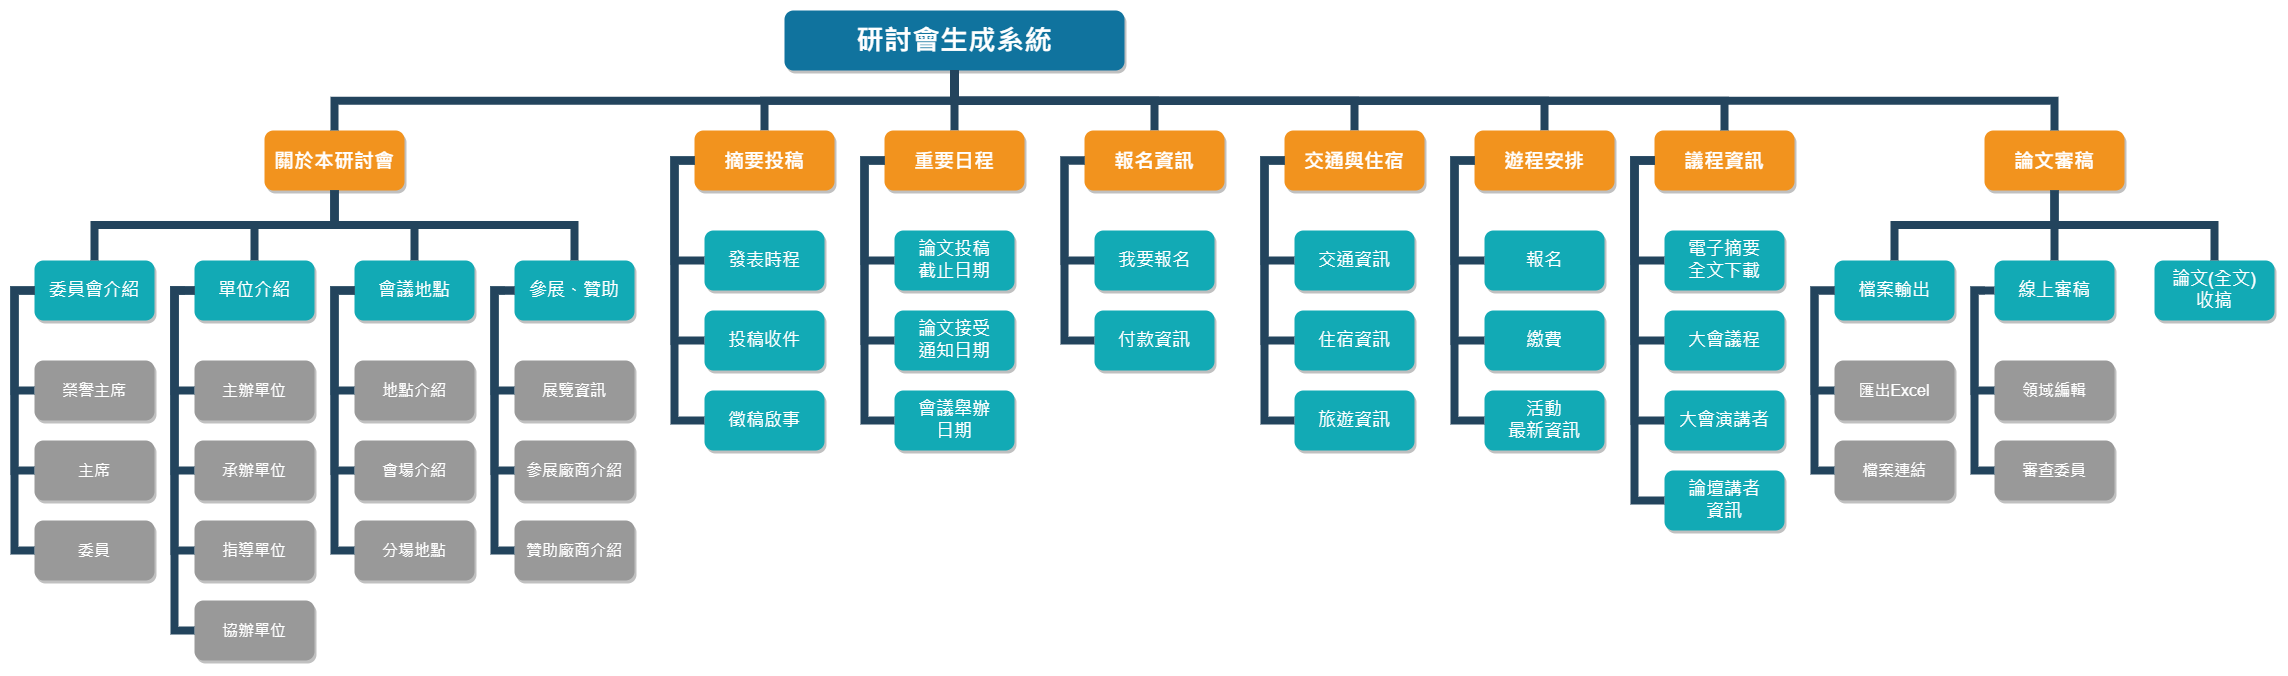 研討會生成系統
關於本研討會
摘要投稿
重要日程
報名資訊
交通與住宿
遊程安排
議程資訊
論文審稿
委員會介紹
榮譽主席
主席
委員
單位介紹
主辦單位
承辦單位
指導單位
協辦單位
會議地點
地點介紹
會場介紹
分場地點
參展、贊助
展覽資訊
參展廠商介紹
贊助廠商介紹
發表時程
投稿收件
徵稿啟事
論文投稿
截止日期
論文接受
通知日期
會議舉辦
日期
我要報名
付款資訊
交通資訊
住宿資訊
旅遊資訊
報名
繳費
活動
最新資訊
電子摘要
全文下載
大會議程
大會演講者
論壇講者
資訊
檔案輸出
匯出Excel
檔案連結
線上審稿
領域編輯
審查委員
論文(全文)
收搞